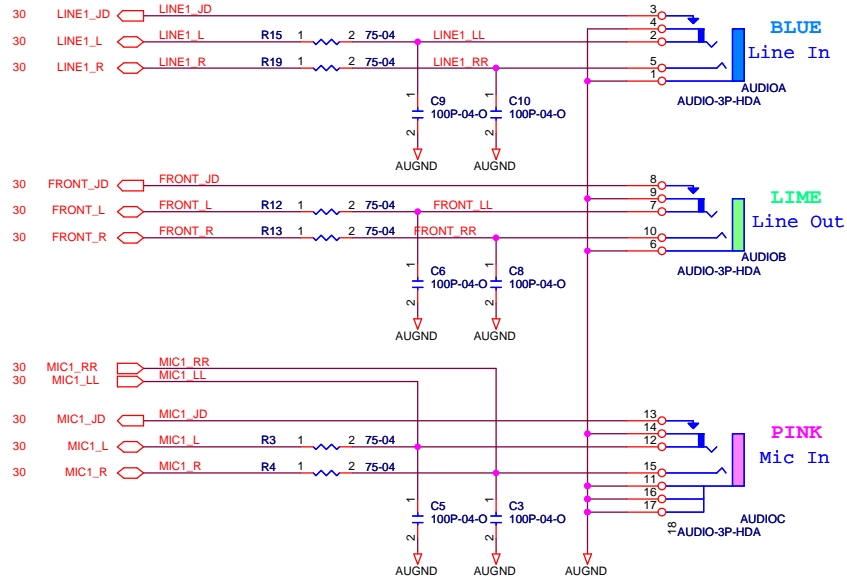 30 LINE1_JD LINE1_JD 3
4
30 LINE1_L LINE1_L R15 1 2 75-04 LINE1_LL 2
BLUE
Line In
30 LINE1_R LINE1_R R19 1 2 75-04 LINE1_RR 5
1
AUDIOA
AUDIO-3P-HDA
1 C9 1 C10
100P-04-O 100P-04-O
2 2
AUGND AUGND
30 FRONT_JD FRONT_JD 8
9
30 FRONT_L FRONT_L R12 1 2 75-04 FRONT_LL 7
LIME
Line Out
30 FRONT_R FRONT_R R13 1 2 75-04 FRONT_RR 10
6
AUDIOB
AUDIO-3P-HDA
1 C6 1 C8
100P-04-O 100P-04-O
2 2
AUGND AUGND
30 MIC1_RR MIC1_RR
30 MIC1_LL MIC1_LL
30 MIC1_JD MIC1_JD 13
14
30 MIC1_L MIC1_L R3 1 2 75-04 12
PINK
Mic In
30 MIC1_R MIC1_R R4 1 2 75-04 15
11
16
17
18
AUDIOC
AUDIO-3P-HDA
1 C5 1 C3
100P-04-O 100P-04-O
2 2
AUGND AUGND AUGND